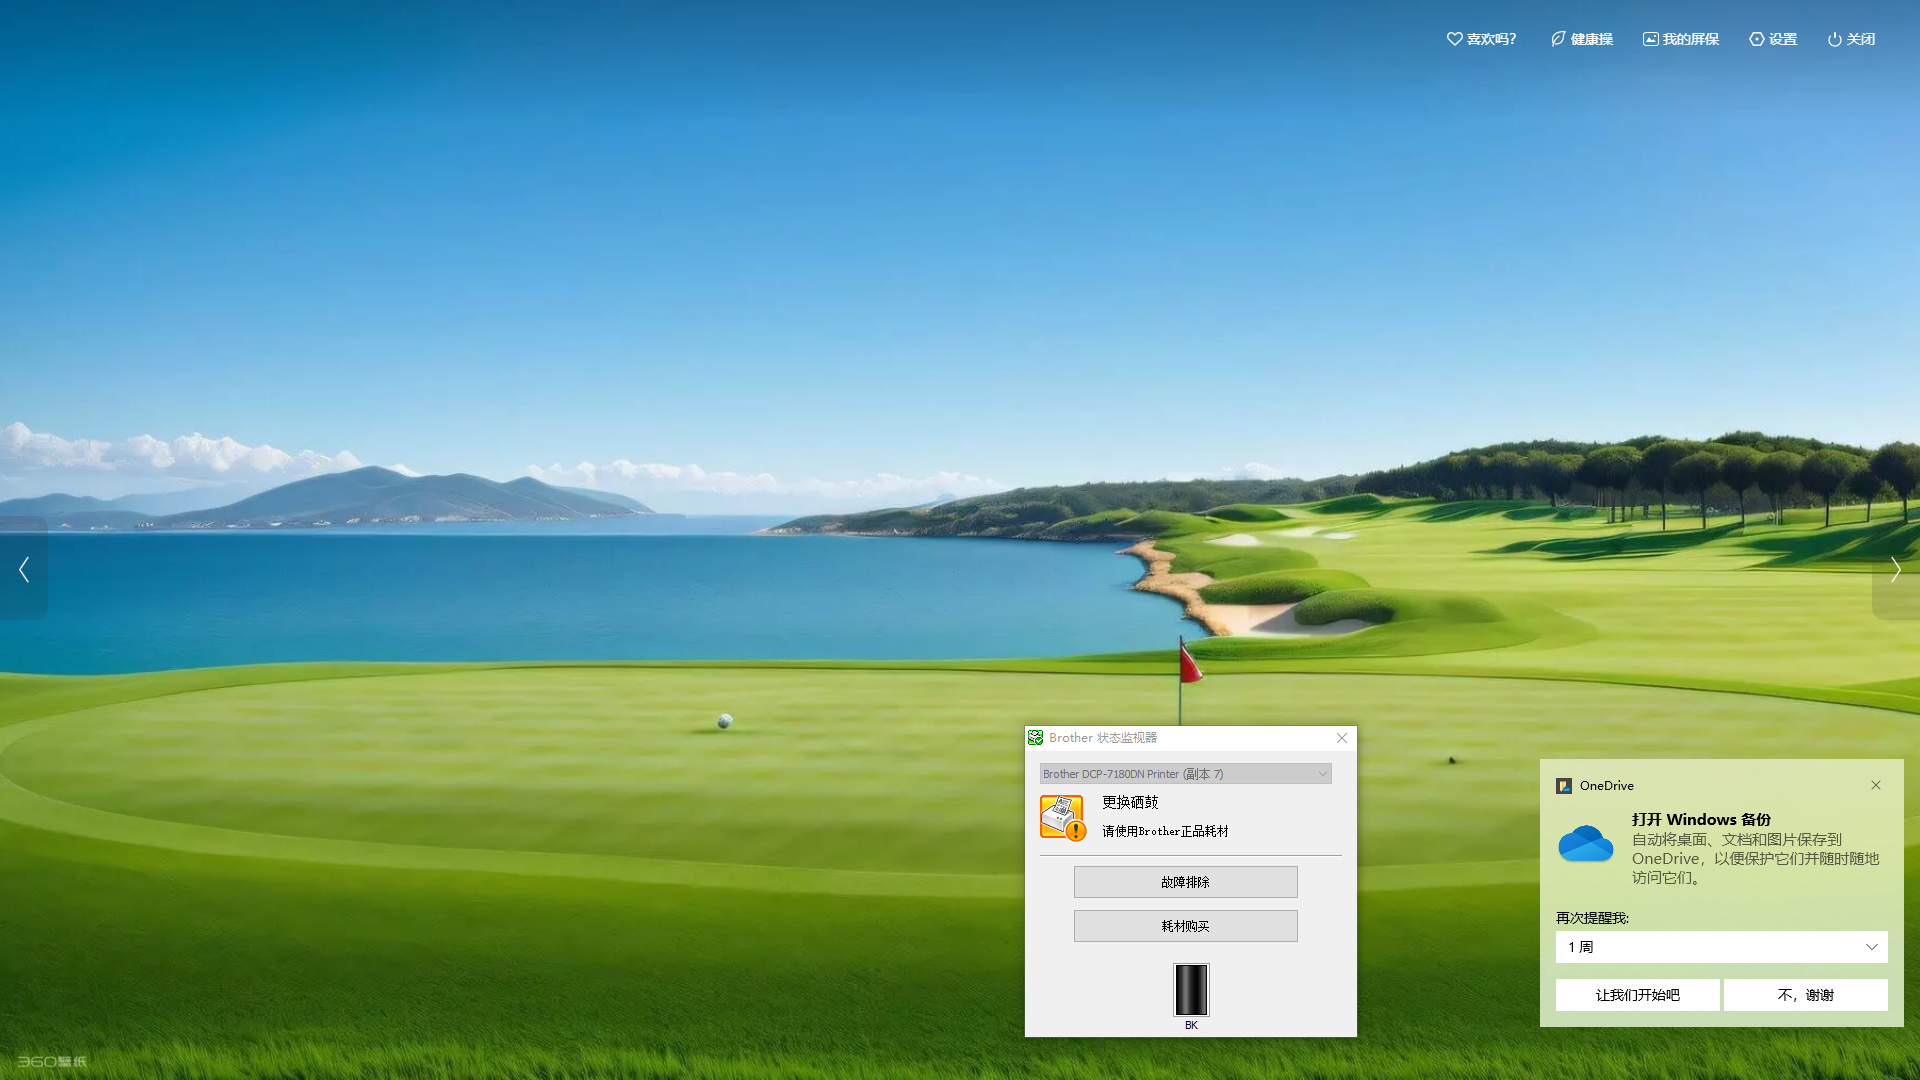 喜欢吗?
健康操
我的屏保
设置
关闭
Brother 状态监视器
Brother DCP-7180DN Printer (副本 7)
更换硒鼓
请使用Brother正品耗材
故障排除
耗材购买
BK
OneDrive
打开 Windows 备份
自动将桌面、文档和图片保存到
OneDrive，以便保护它们并随时随地
访问它们。
再次提醒我:
1 周
让我们开始吧
不，谢谢
360壁纸